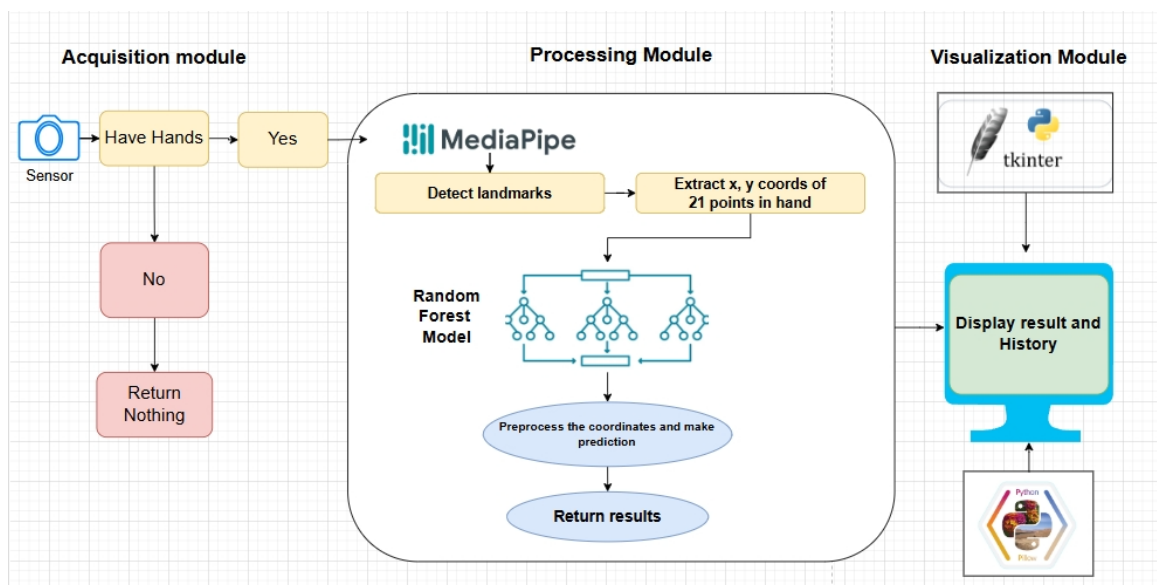 Acquisition module
Processing Module
Visualization Module
Sensor
Have Hands
Yes
No
Return
Nothing
MediaPipe
Detect landmarks
Extract x, y coords of
21 points in hand
Random
Forest
Model
Preprocess the coordinates and make
prediction
Return results
tkinter
Display result and
History
Python
Pillow